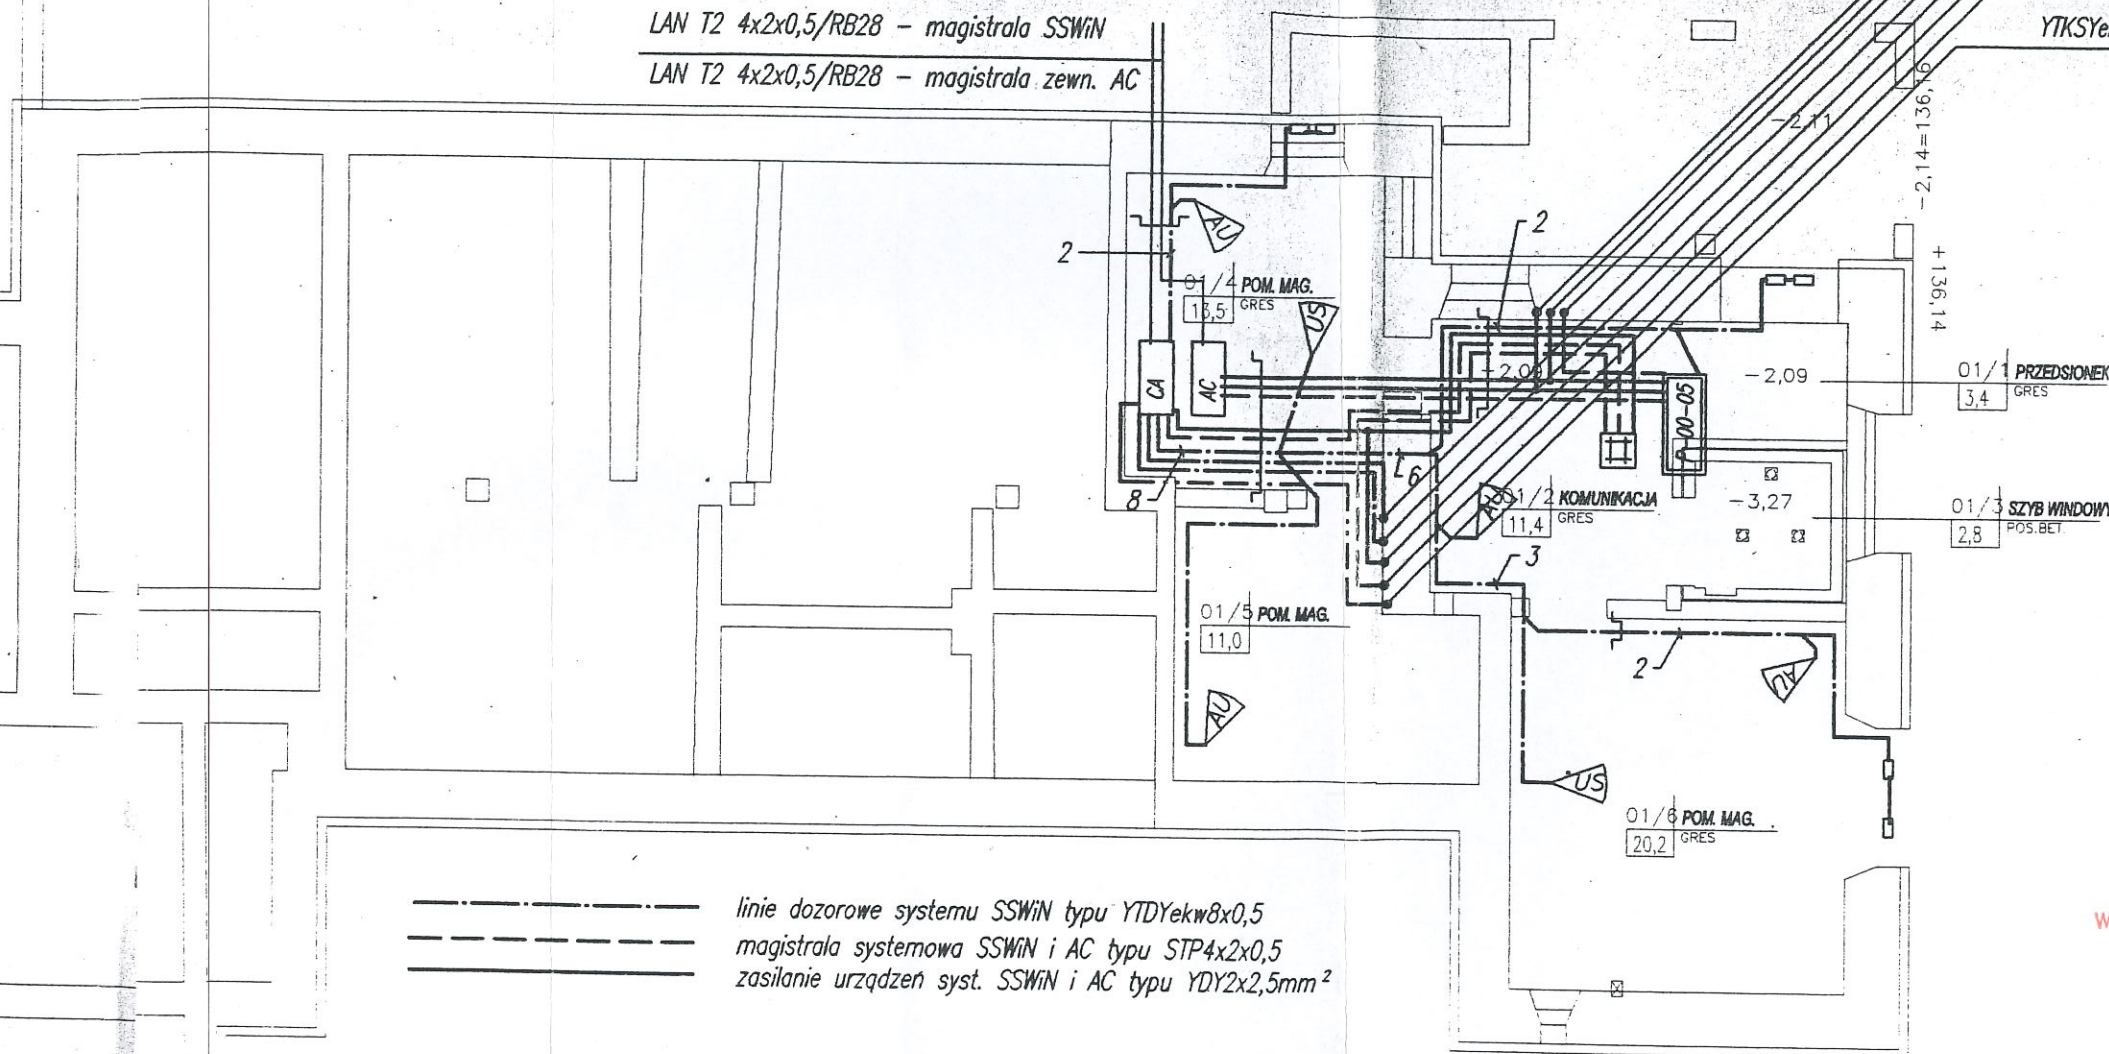 LAN T2 4x2x0,5/RB28 – magistrala SSWiN
LAN T2 4x2x0,5/RB28 – magistrala zewn. AC
-2,11
-2,14=136,16
+136,14
2
AU
2
01/4 POM. MAG.
13,5 GRES
US
2
CA
AC
-2,09
00-05
-2,09
01/1 PRZEDSIONEK
3,4 GRES
8
6
AU
01/2 KOMUNIKACJA
11,4 GRES
-3,27
01/3 SZYB WINDOWY
2,8 POS.BET.
3
01/5 POM. MAG.
11,0
2
AU
AU
US
01/6 POM. MAG.
20,2 GRES
linie dozorowe systemu SSWiN typu YTDYekw8x0,5
magistrala systemowa SSWiN i AC typu STP4x2x0,5
zasilanie urządzeń syst. SSWiN i AC typu YDY2x2,5mm²